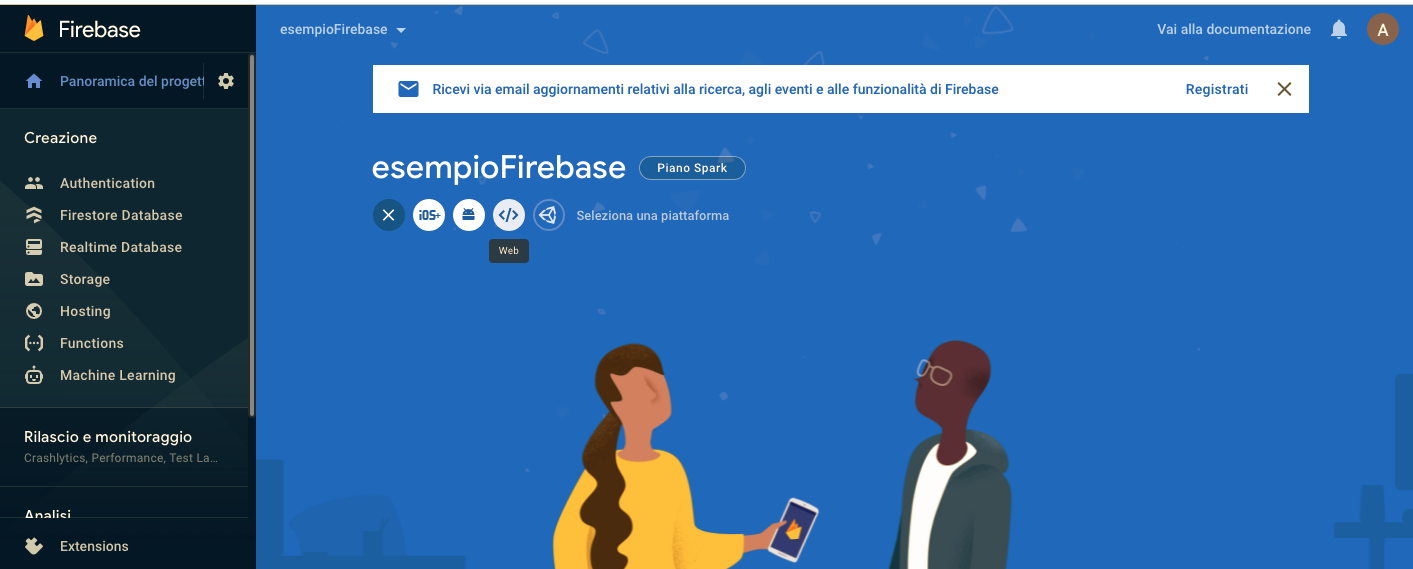 Firebase
esempioFirebase
Vai alla documentazione
A
Panoramica del proget
Ricevi via email aggiornamenti relativi alla ricerca, agli eventi e alle funzionalità di Firebase
Registrati
Creazione
Authentication
Firestore Database
Realtime Database
Storage
Hosting
Functions
Machine Learning
Rilascio e monitoraggio
Crashlytics, Performance, Test La...
Analisi
Extensions
esempioFirebase
Piano Spark
iOS+
</>
Seleziona una piattaforma
Web